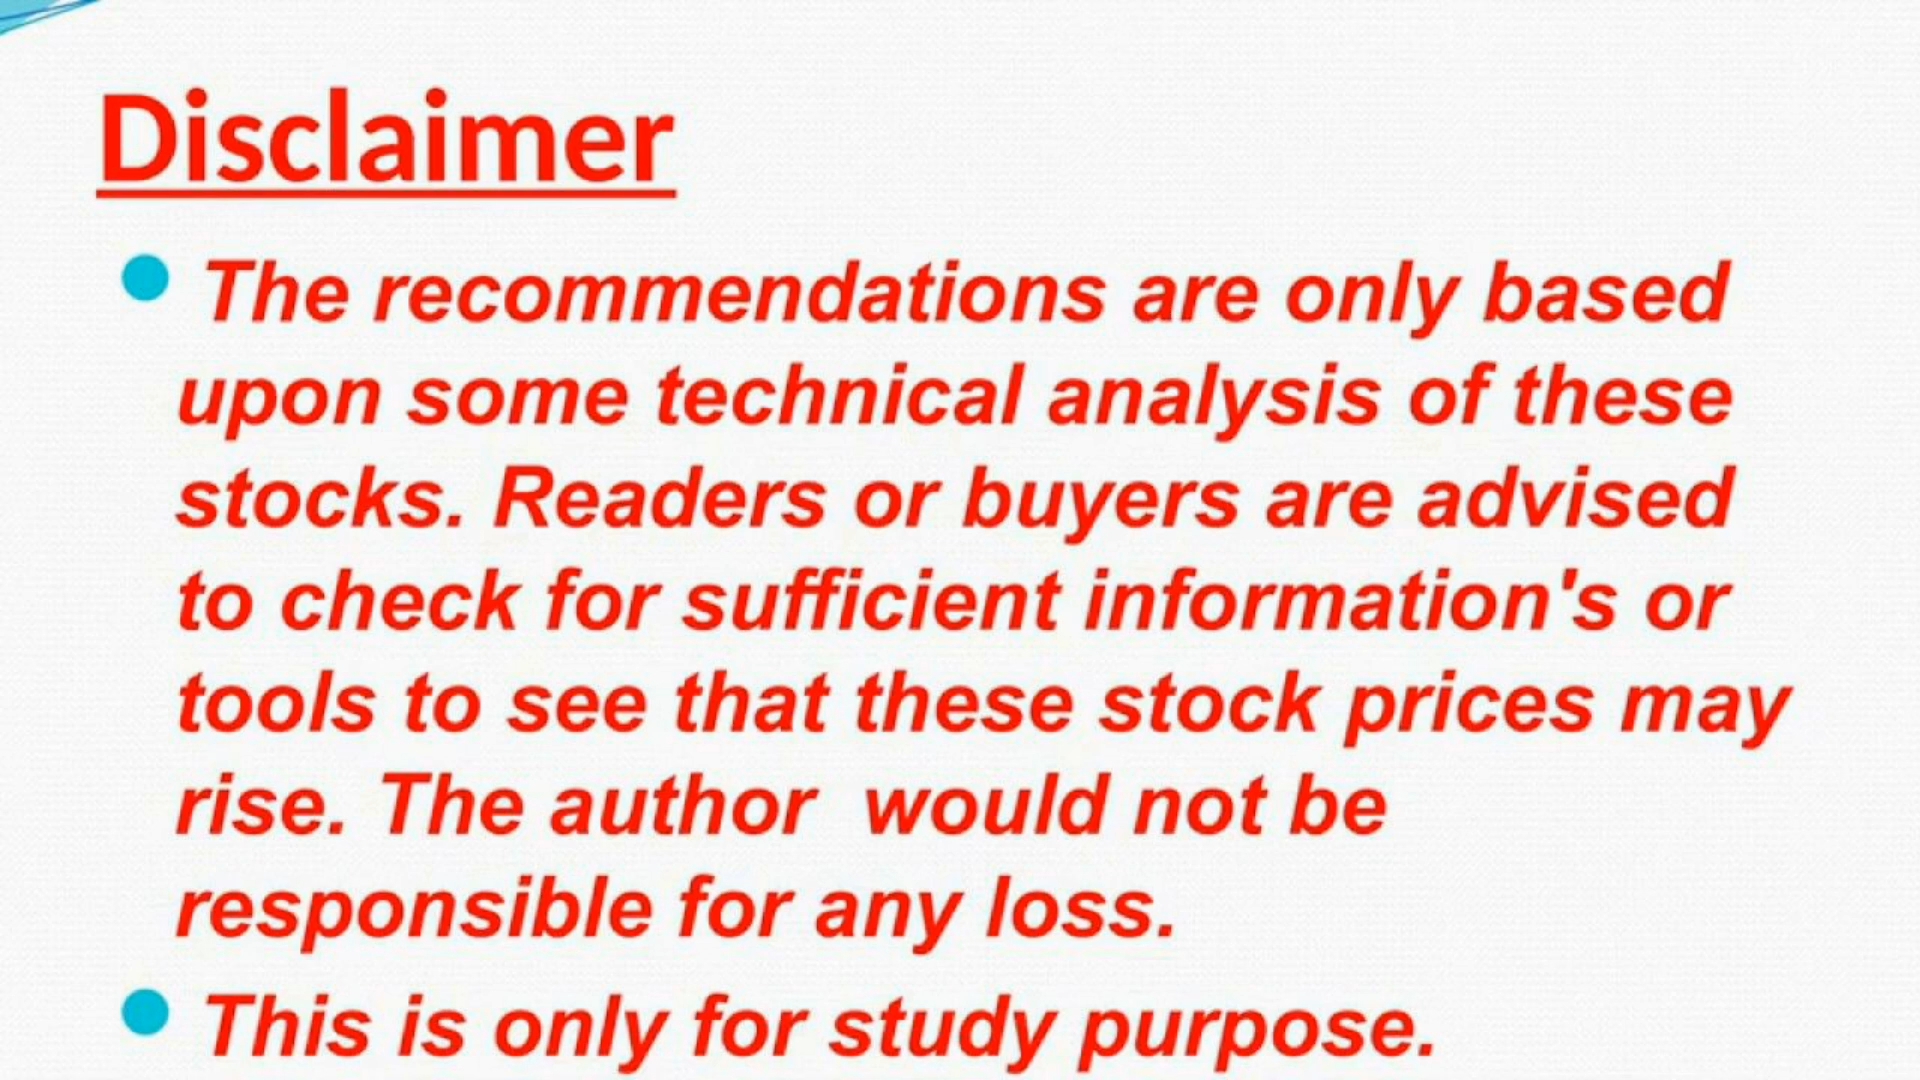 Disclaimer
The recommendations are only based
upon some technical analysis of these
stocks. Readers or buyers are advised
to check for sufficient information's or
tools to see that these stock prices may
rise. The author  would not be
responsible for any loss.
This is only for study purpose.